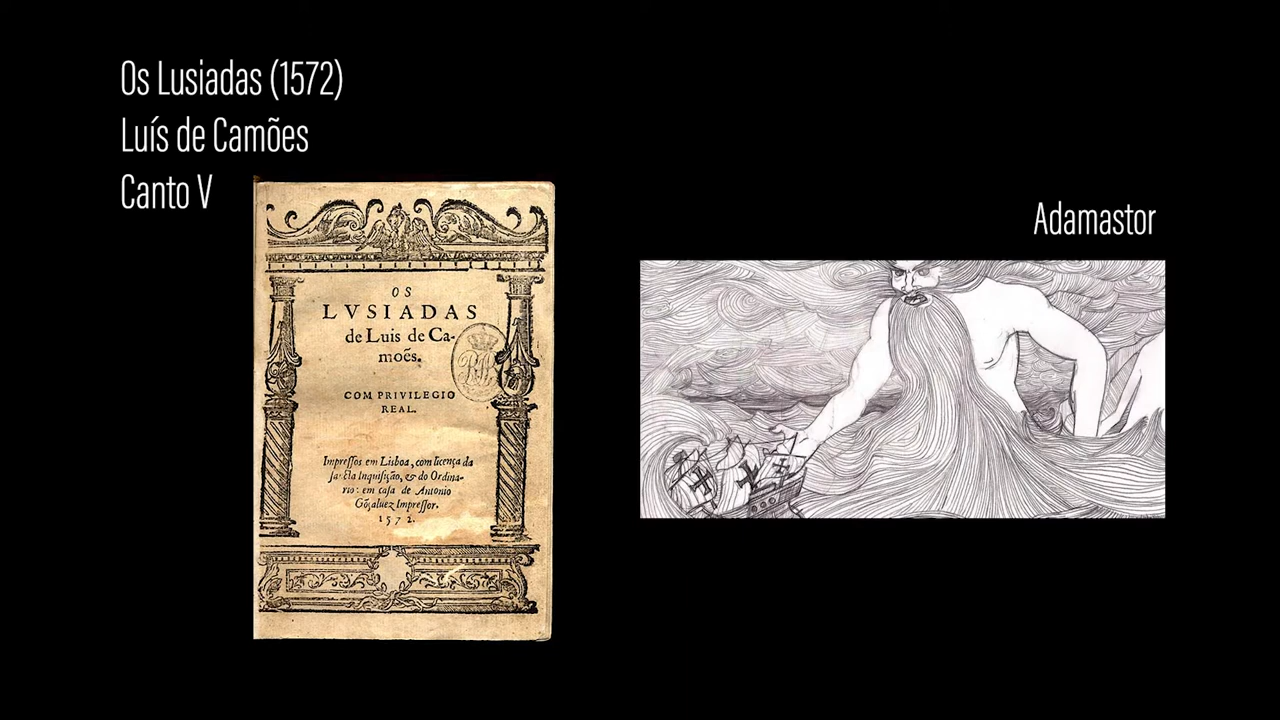 Os Lusiadas (1572)
Luís de Camões
Canto V
Adamastor
OS
LVSIADAS
de Luis de Ca-
moẽs.
COM PRIVILEGIO
REAL.
Impreſſos em Lisboa, com licença da
ſancta Inquiſição, & do Ordina-
rio: em caſa de Antonio
Gõçaluez Impreſſor.
1572.